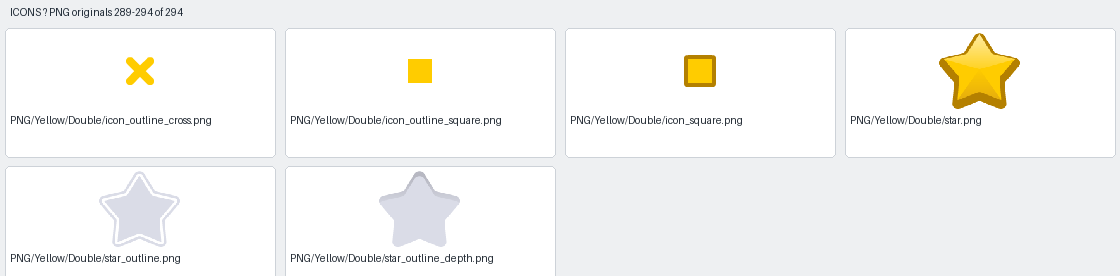 ICONS ? PNG originals 289-294 of 294
PNG/Yellow/Double/icon_outline_cross.png
PNG/Yellow/Double/icon_outline_square.png
PNG/Yellow/Double/icon_square.png
PNG/Yellow/Double/star.png
PNG/Yellow/Double/star_outline.png
PNG/Yellow/Double/star_outline_depth.png